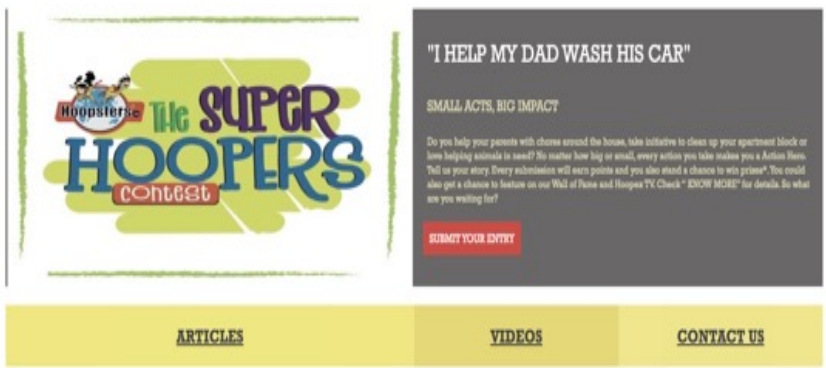 Hoopsters
THE SUPER
HOOPERS
CONTEST
"I HELP MY DAD WASH HIS CAR"
SMALL ACTS, BIG IMPACT
Do you help your parents with chores around the house, take initiative to clean up your apartment block or
love helping animals in need? No matter how big or small, every action you take makes you a Action Hero.
Tell us your story. Every submission will earn points and you also stand a chance to win prizes*. You could
also get a chance to feature on our Wall of Fame and Hoopex TV. Check " KNOW MORE" for details. So what
are you waiting for?
SUBMIT YOUR ENTRY
ARTICLES
VIDEOS
CONTACT US